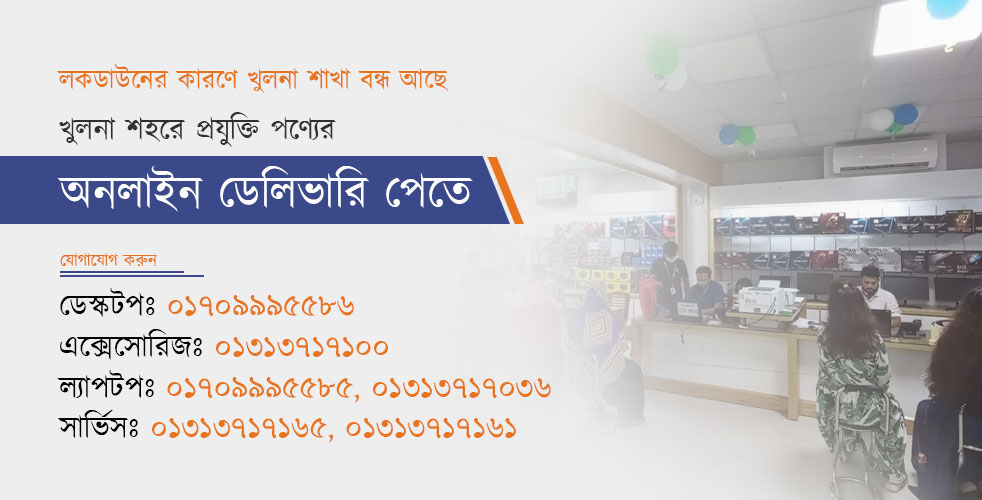 লকডাউনের কারণে খুলনা শাখা বন্ধ আছে
খুলনা শহরে প্রযুক্তি পণ্যের
অনলাইন ডেলিভারি পেতে
যোগাযোগ করুন
ডেস্কটপঃ ০১৭০৯৯৯৫৫৮৬
এক্সেসোরিজঃ ০১৩১৩৭১৭১০০
ল্যাপটপঃ ০১৭০৯৯৯৫৫৮৫, ০১৩১৩৭১৭০৩৬
সার্ভিসঃ ০১৩১৩৭১৭১৬৫, ০১৩১৩৭১৭১৬১